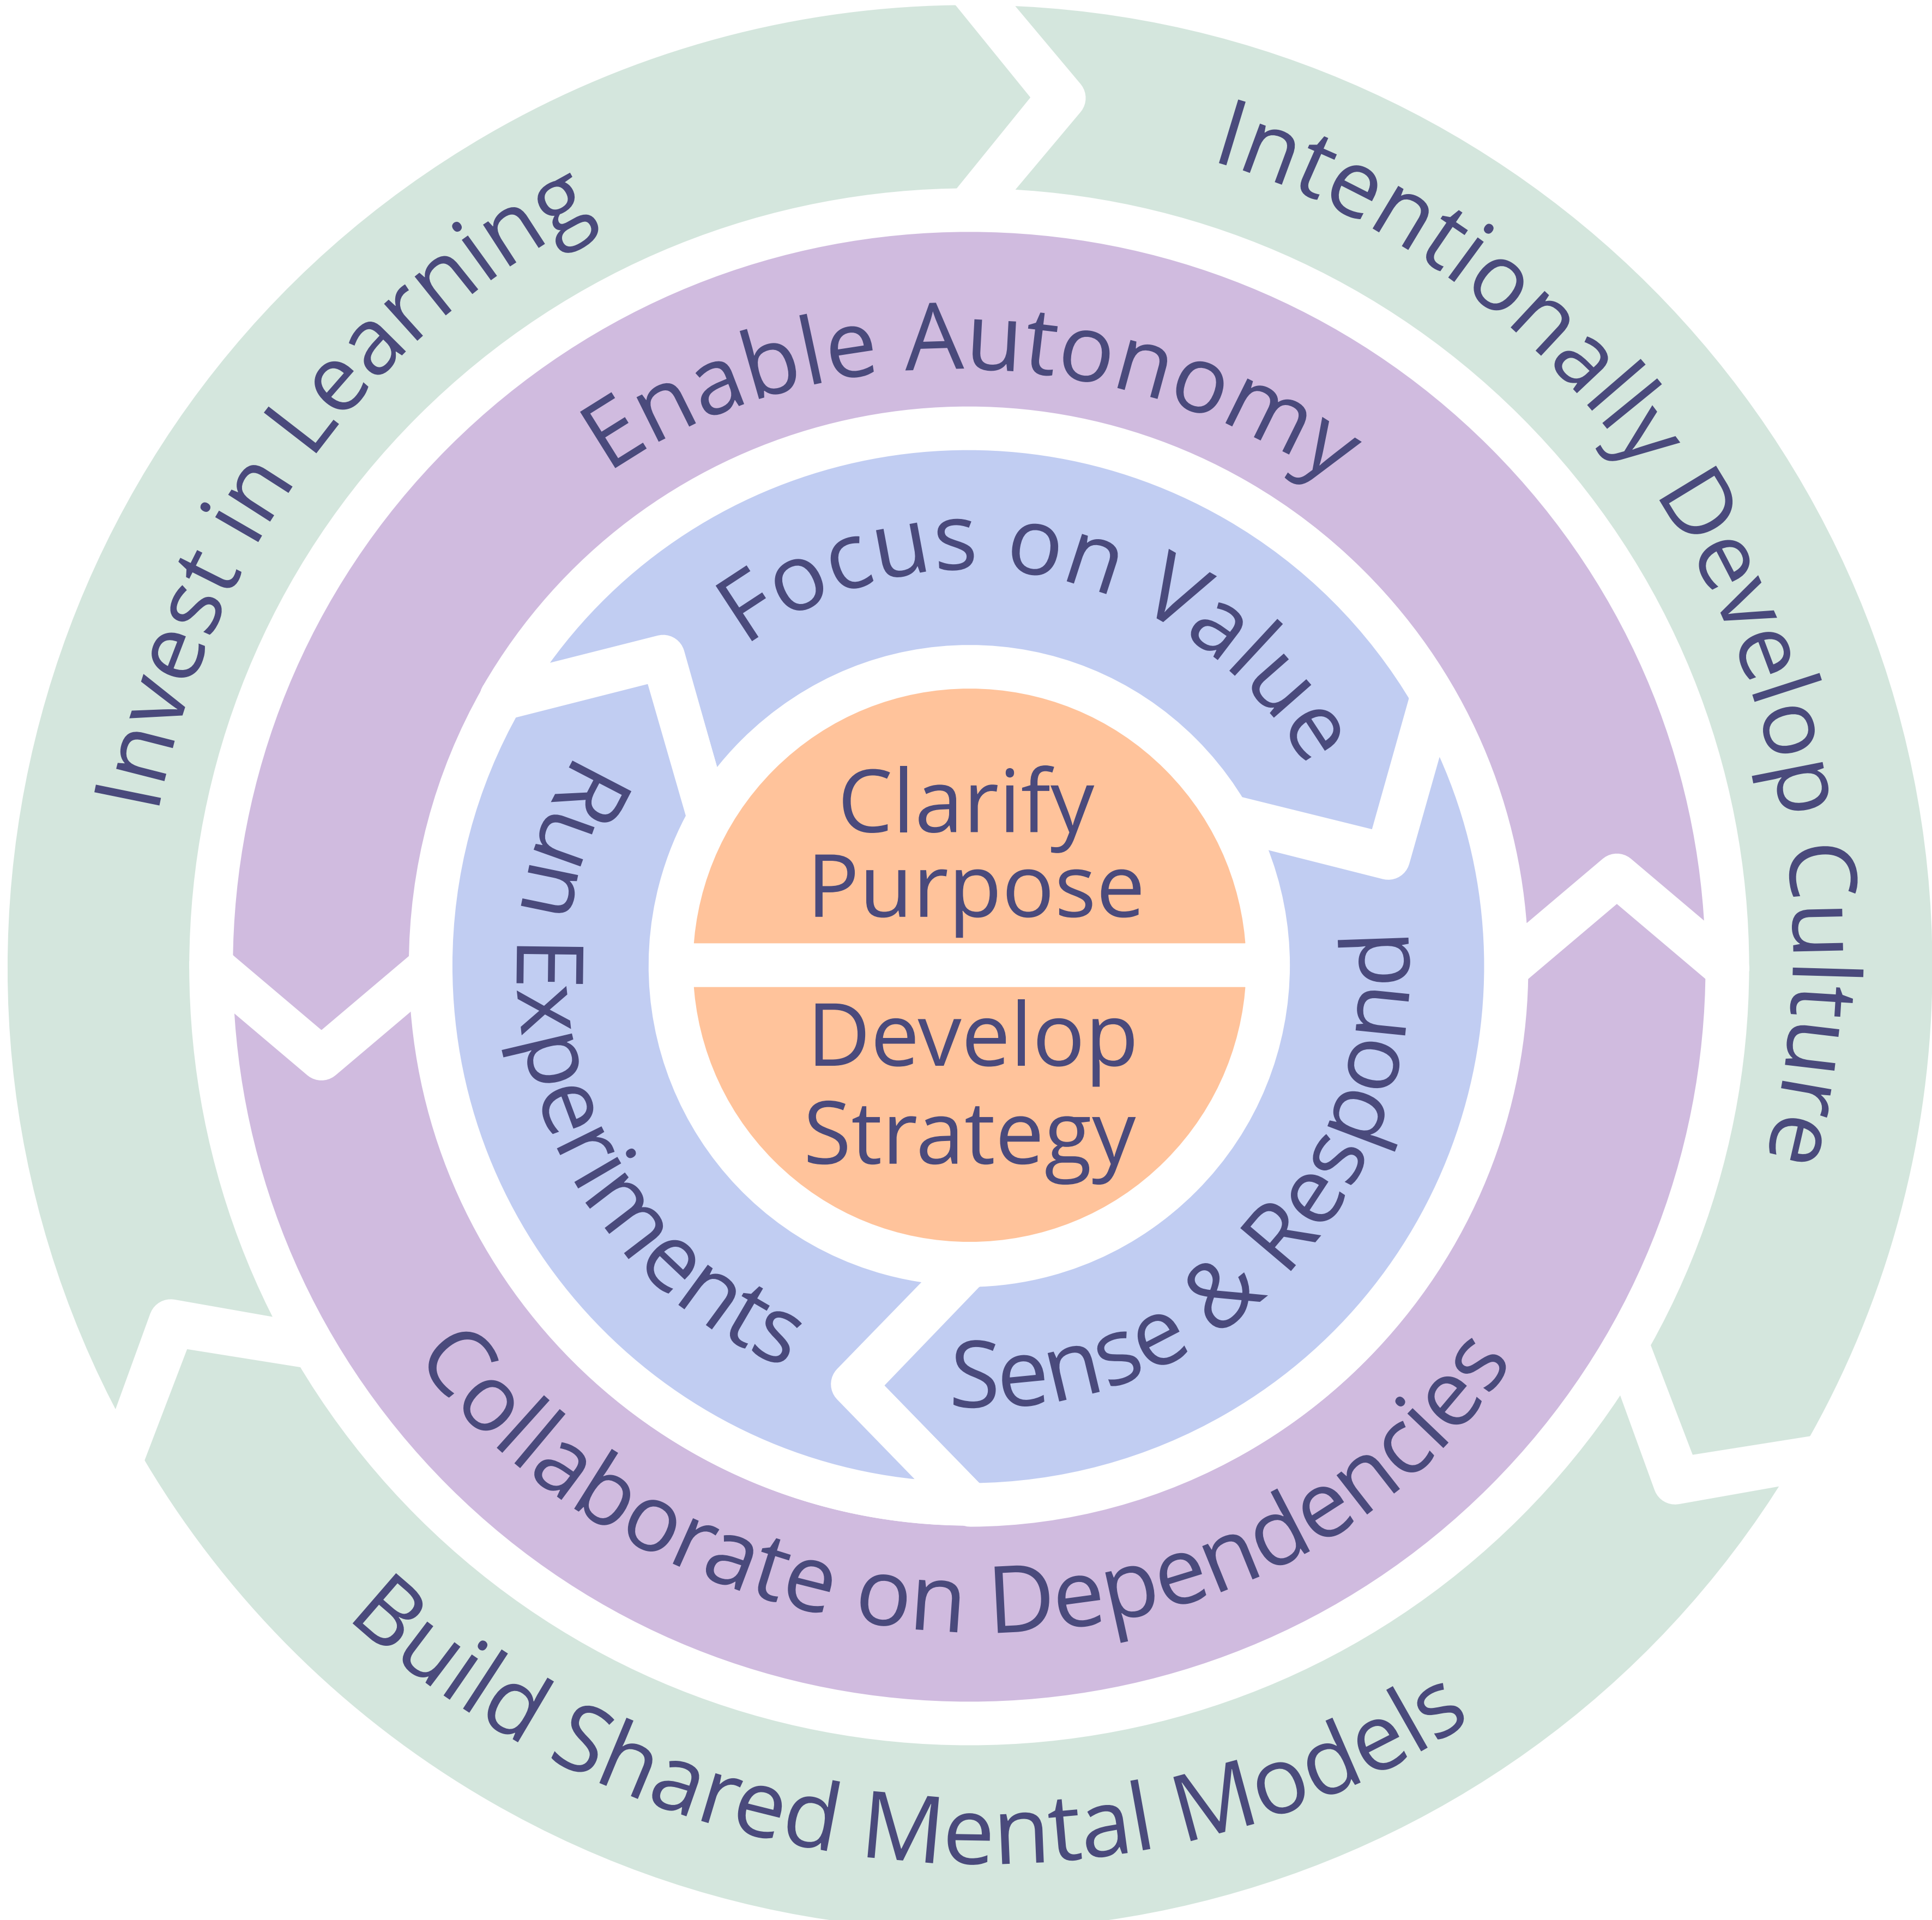 Invest in Learning
Intentionally Develop Culture
Build Shared Mental Models
Enable Autonomy
Collaborate on Dependencies
Focus on Value
Sense & Respond
Run Experiments
Clarify
Purpose
Develop
Strategy